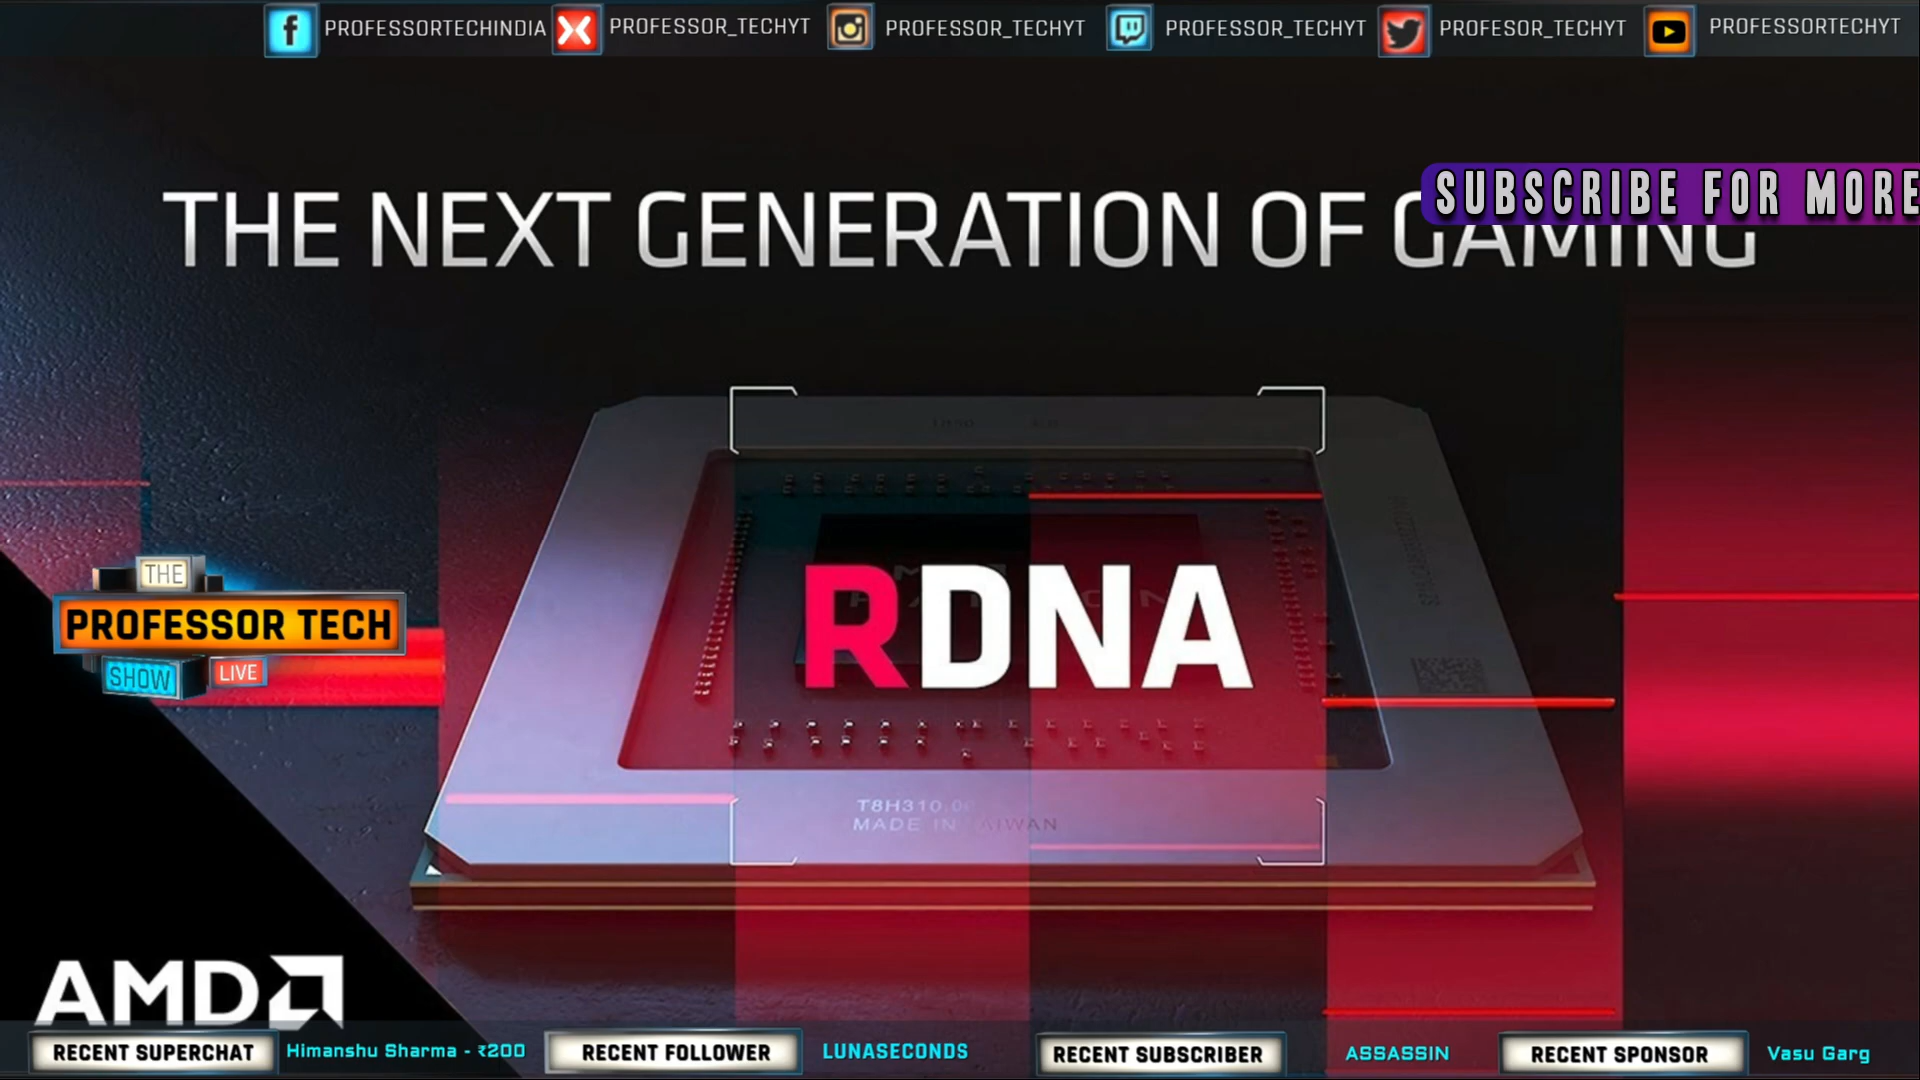 PROFESSORTECHINDIA PROFESSOR_TECHYT PROFESSOR_TECHYT PROFESSOR_TECHYT PROFESOR_TECHYT PROFESSORTECHYT
SUBSCRIBE FOR MORE
THE NEXT GENERATION OF GAMING
THE
PROFESSOR TECH
SHOW LIVE
RDNA
T8H310.00
MADE IN TAIWAN
AMD
RECENT SUPERCHAT Himanshu Sharma - ₹200 RECENT FOLLOWER LUNASECONDS RECENT SUBSCRIBER ASSASSIN RECENT SPONSOR Vasu Garg